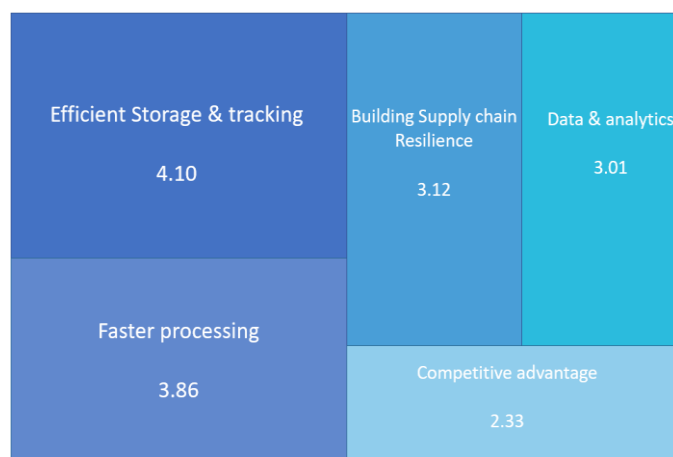 Efficient Storage & tracking
4.10
Faster processing
3.86
Building Supply chain
Resilience
3.12
Data & analytics
3.01
Competitive advantage
2.33